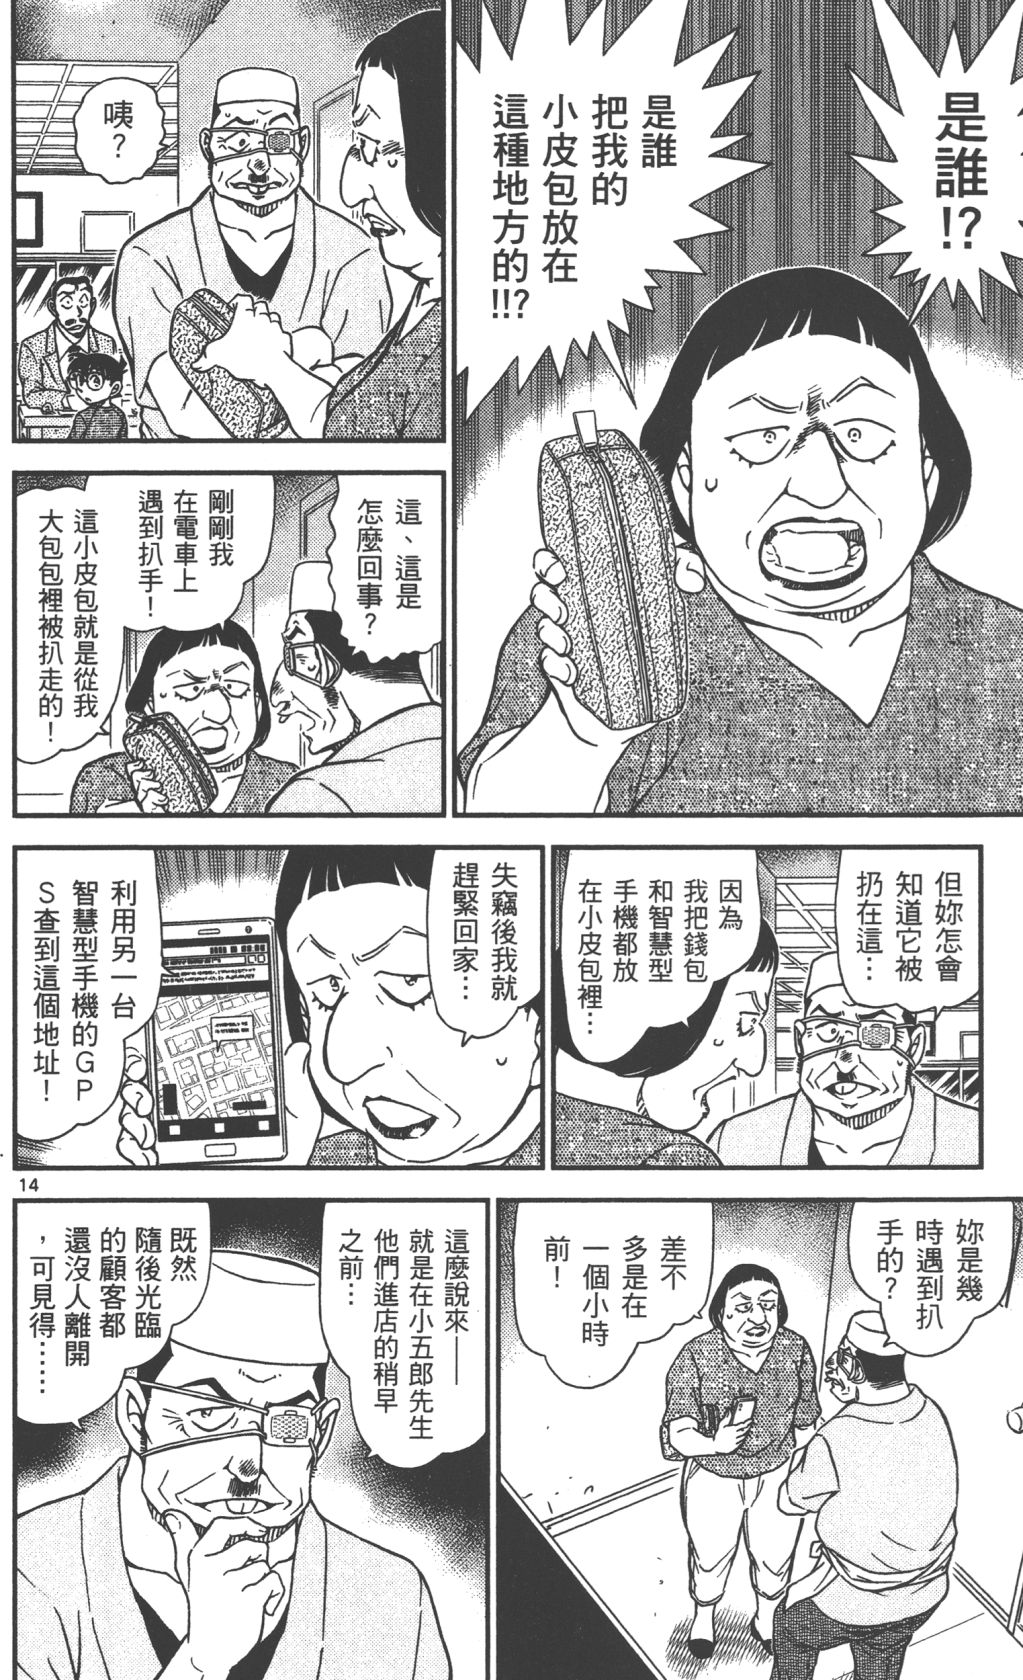 是誰!?
是誰
把我的
小皮包放在
這種地方的!!?
咦？
這、這是
怎麼回事？
剛剛我
在電車上
遇到扒手！
這小皮包就是從我
大包包裡被扒走的！
但妳怎會
知道它被
扔在這…
因為
我把錢包
和智慧型
手機都放
在小皮包裡…
失竊後我就
趕緊回家…
利用另一台
智慧型手機的GP
S查到這個地址！
14
妳是幾
時遇到扒
手的？
差不
多是在
一個小時
前！
這麼說來——
就是在小五郎先生
他們進店的稍早
之前…
既然
隨後光臨
的顧客都
還沒人離開
，可見得……